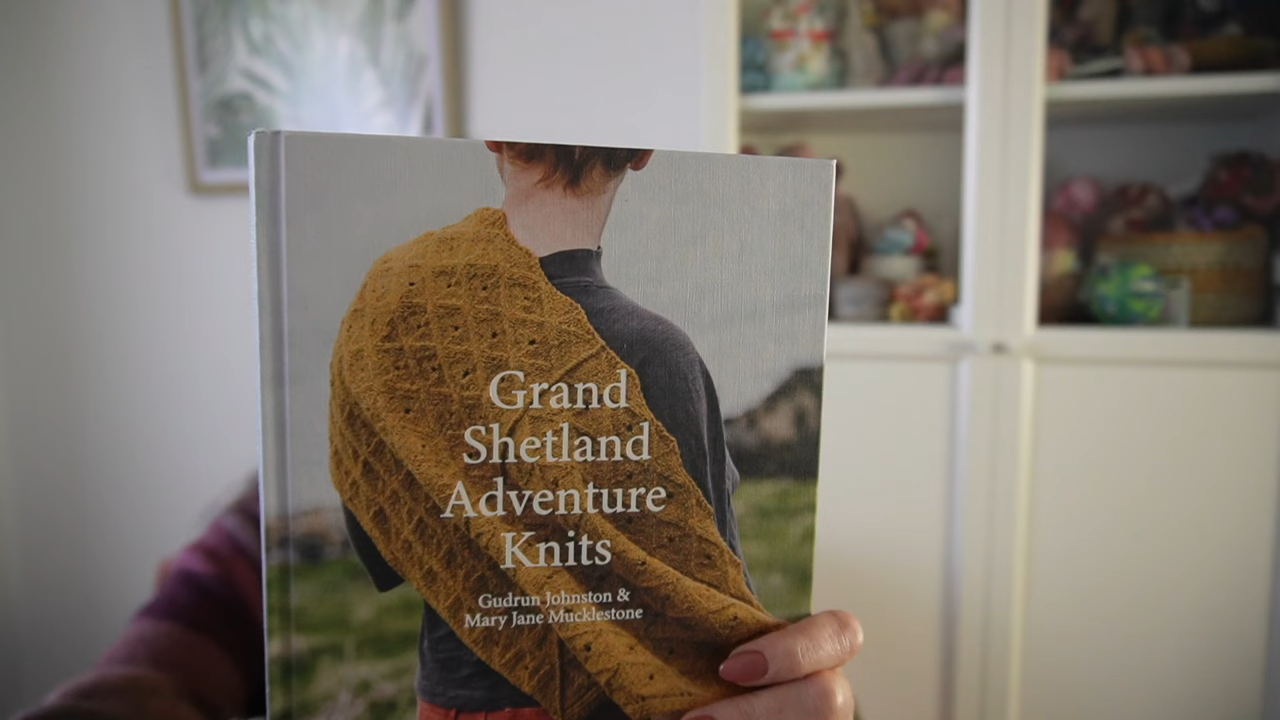 Grand
Shetland
Adventure
Knits
Gudrun Johnston &
Mary Jane Mucklestone